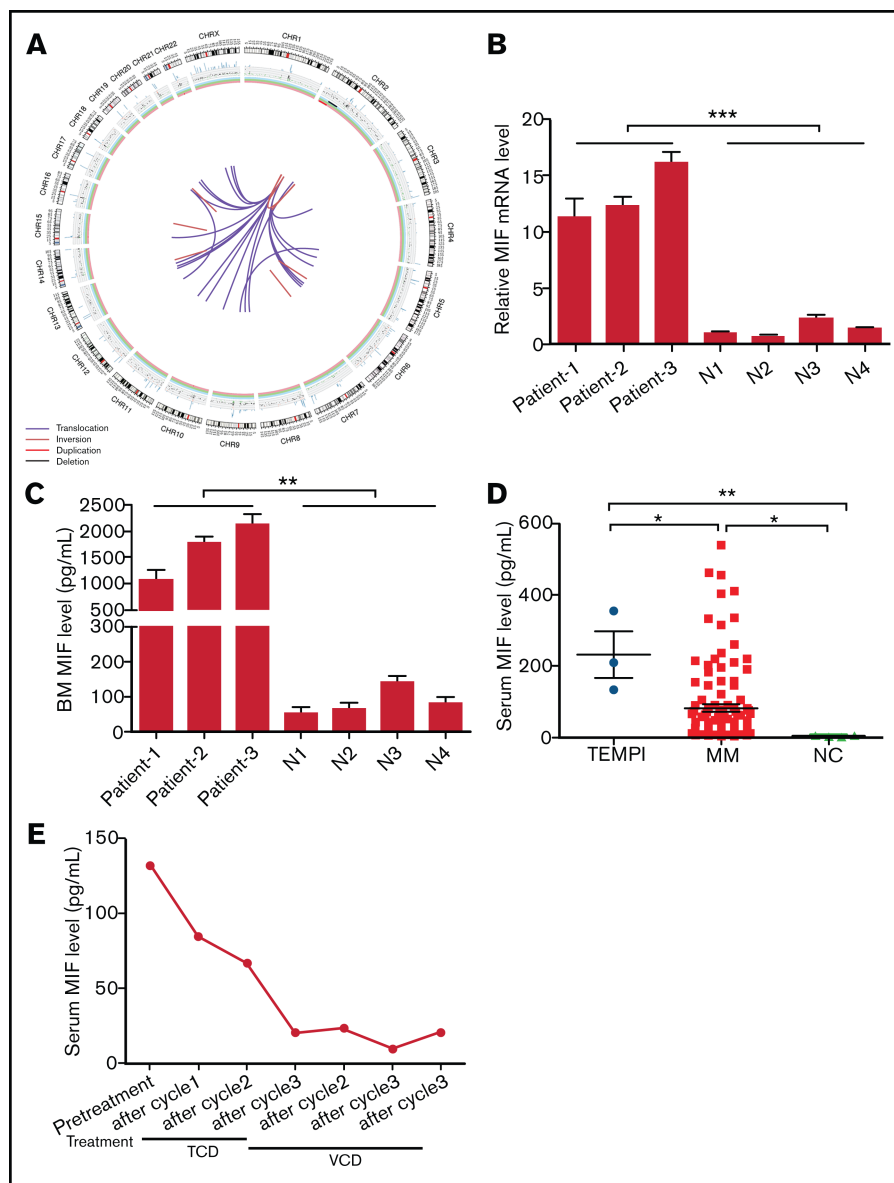 A
CHRX
CHR1
CHR2
CHR3
CHR4
CHR5
CHR6
CHR7
CHR8
CHR9
CHR10
CHR11
CHR12
CHR13
CHR14
CHR15
CHR16
CHR17
CHR18
CHR19
CHR20
CHR21
CHR22
Translocation
Inversion
Duplication
Deletion
B
Relative MIF mRNA level
20
15
10
5
0
***
Patient-1
Patient-2
Patient-3
N1
N2
N3
N4
C
BM MIF level (pg/mL)
2500
2000
1500
1000
500
300
200
100
0
**
Patient-1
Patient-2
Patient-3
N1
N2
N3
N4
D
Serum MIF level (pg/mL)
600
400
200
0
**
*
*
TEMPI
MM
NC
E
Serum MIF level (pg/mL)
150
100
50
0
Pretreatment
after cycle1
after cycle2
after cycle3
after cycle2
after cycle3
after cycle3
Treatment
TCD
VCD